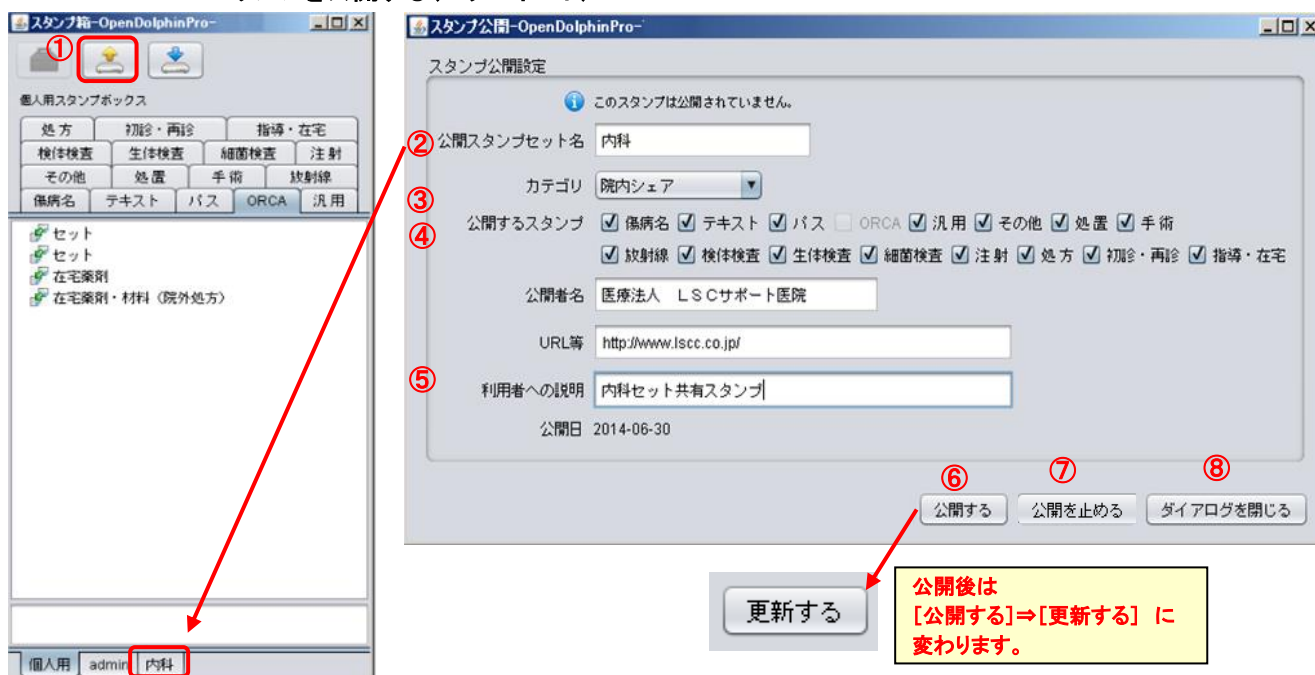 スタンプ箱-OpenDolphinPro-
①
個人用スタンプボックス
処方 初診・再診 指導・在宅
検体検査 生体検査 細菌検査 注射
その他 処置 手術 放射線
傷病名 テキスト パス ORCA 汎用
セット
セット
在宅薬剤
在宅薬剤・材料（院外処方）
個人用 admin 内科
スタンプ公開-OpenDolphinPro-
スタンプ公開設定
このスタンプは公開されていません。
② 公開スタンプセット名 内科
③ カテゴリ 院内シェア
④ 公開するスタンプ 傷病名 テキスト パス ORCA 汎用 その他 処置 手術
放射線 検体検査 生体検査 細菌検査 注射 処方 初診・再診 指導・在宅
公開者名 医療法人 ＬＳＣサポート医院
URL等 http://www.lscc.co.jp/
⑤ 利用者への説明 内科セット共有スタンプ
公開日 2014-06-30
⑥ ⑦ ⑧
公開する 公開を止める ダイアログを閉じる
更新する
公開後は
[公開する]⇒[更新する] に
変わります。